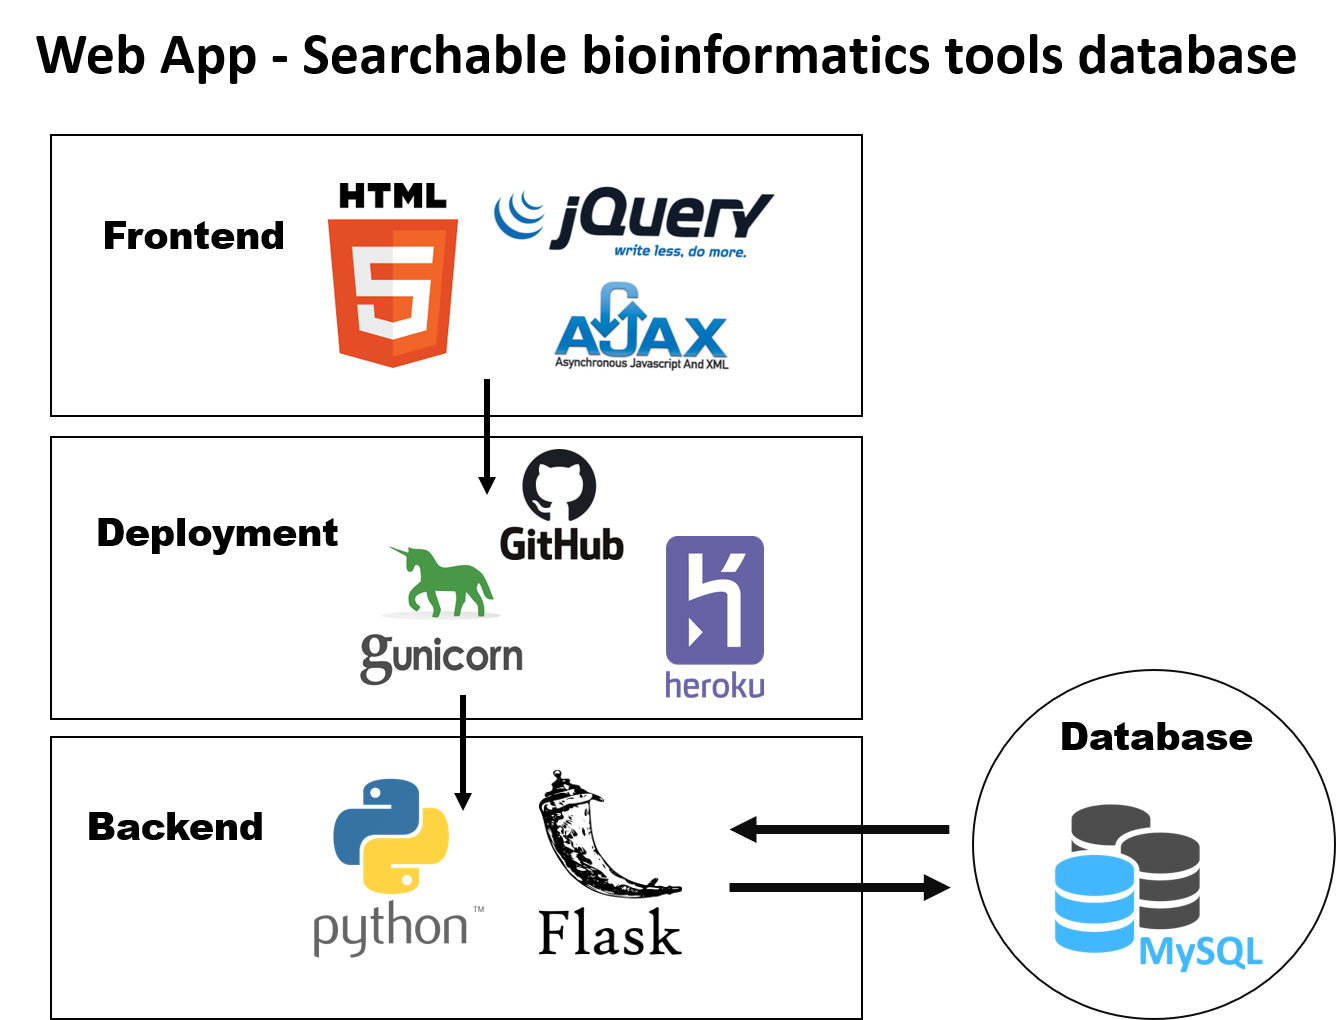 Web App - Searchable bioinformatics tools database
Frontend
HTML
5
jQuery
write less, do more.
AJAX
Asynchronous Javascript And XML
Deployment
GitHub
gunicorn
heroku
Backend
python™
Flask
Database
MySQL